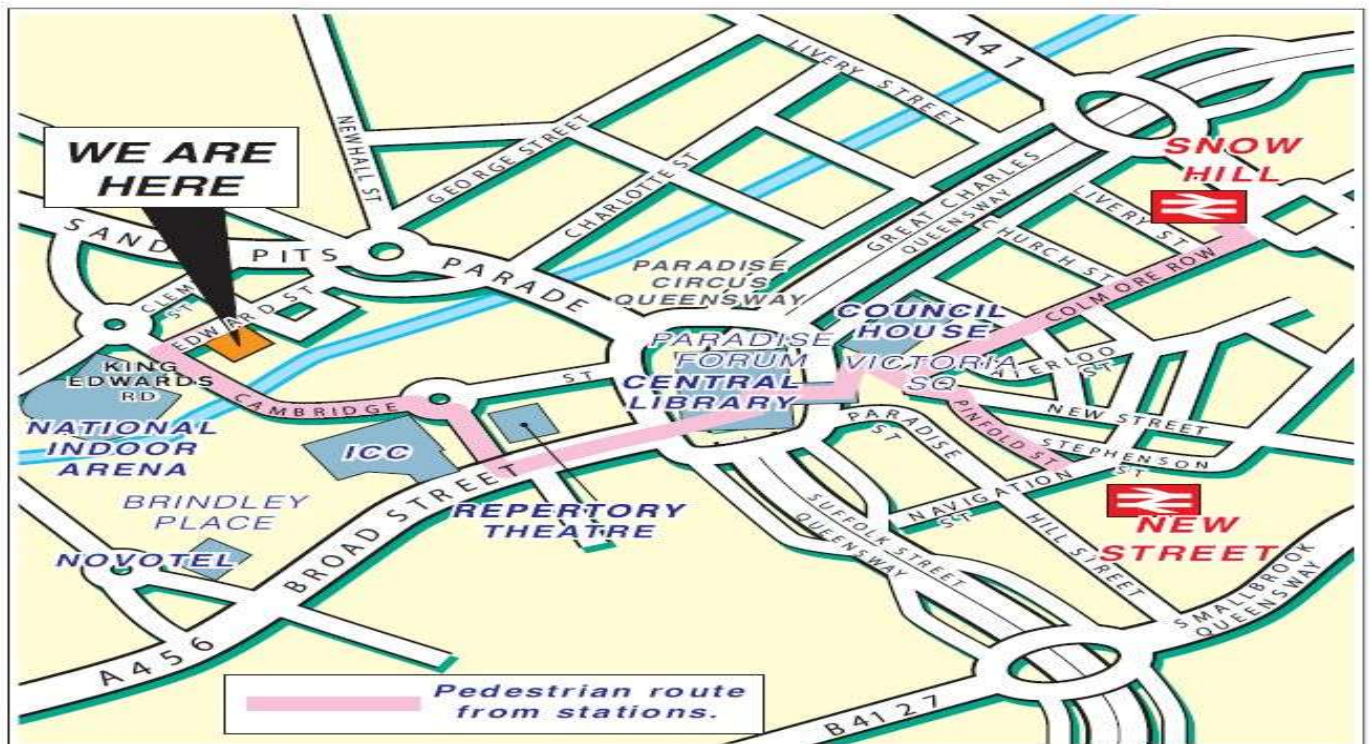 A41
LIVERY STREET
NEWHALL ST
GEORGE STREET
CHARLOTTE ST
WE ARE
HERE
SNOW
HILL
GREAT CHARLES
QUEENSWAY
LIVERY ST
CHURCH ST
COLMORE ROW
SAND PITS PARADE
PARADISE
CIRCUS
QUEENSWAY
CLEM
ST
EDWARD ST
COUNCIL
HOUSE
PARADISE
FORUM
CENTRAL
LIBRARY
VICTORIA
SQ
ATERLOO
ST
KING
EDWARDS
RD
CAMBRIDGE
ST
NEW STREET
PINFOLD ST
STEPHENSON
ST
PARADISE
ST
NATIONAL
INDOOR
ARENA
ICC
BRINDLEY
PLACE
NOVOTEL
REPERTORY
THEATRE
NAVIGATION
ST
HILL STREET
NEW
STREET
SUFFOLK STREET
QUEENSWAY
SMALLBROOK
QUEENSWAY
A456 BROAD STREET
B4127
Pedestrian route
from stations.